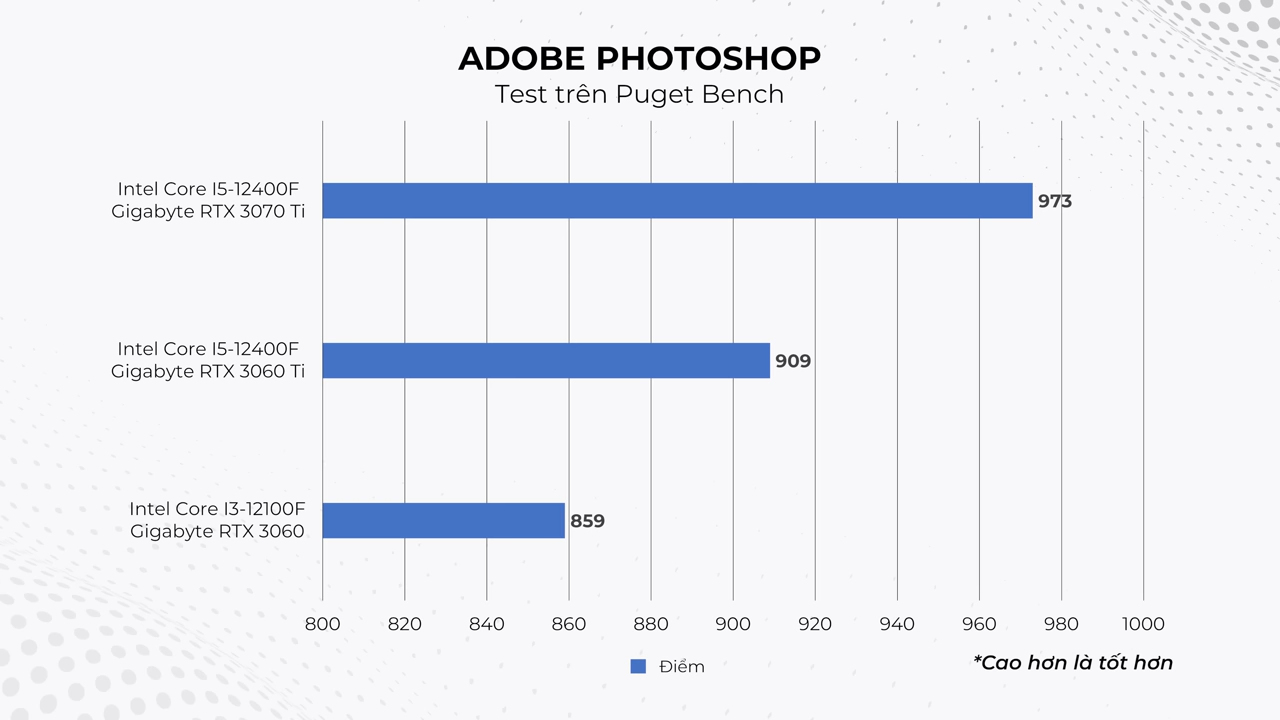 ADOBE PHOTOSHOP
Test trên Puget Bench
Intel Core I5-12400F
Gigabyte RTX 3070 Ti
973
Intel Core I5-12400F
Gigabyte RTX 3060 Ti
909
Intel Core I3-12100F
Gigabyte RTX 3060
859
800 820 840 860 880 900 920 940 960 980 1000
Điểm
*Cao hơn là tốt hơn